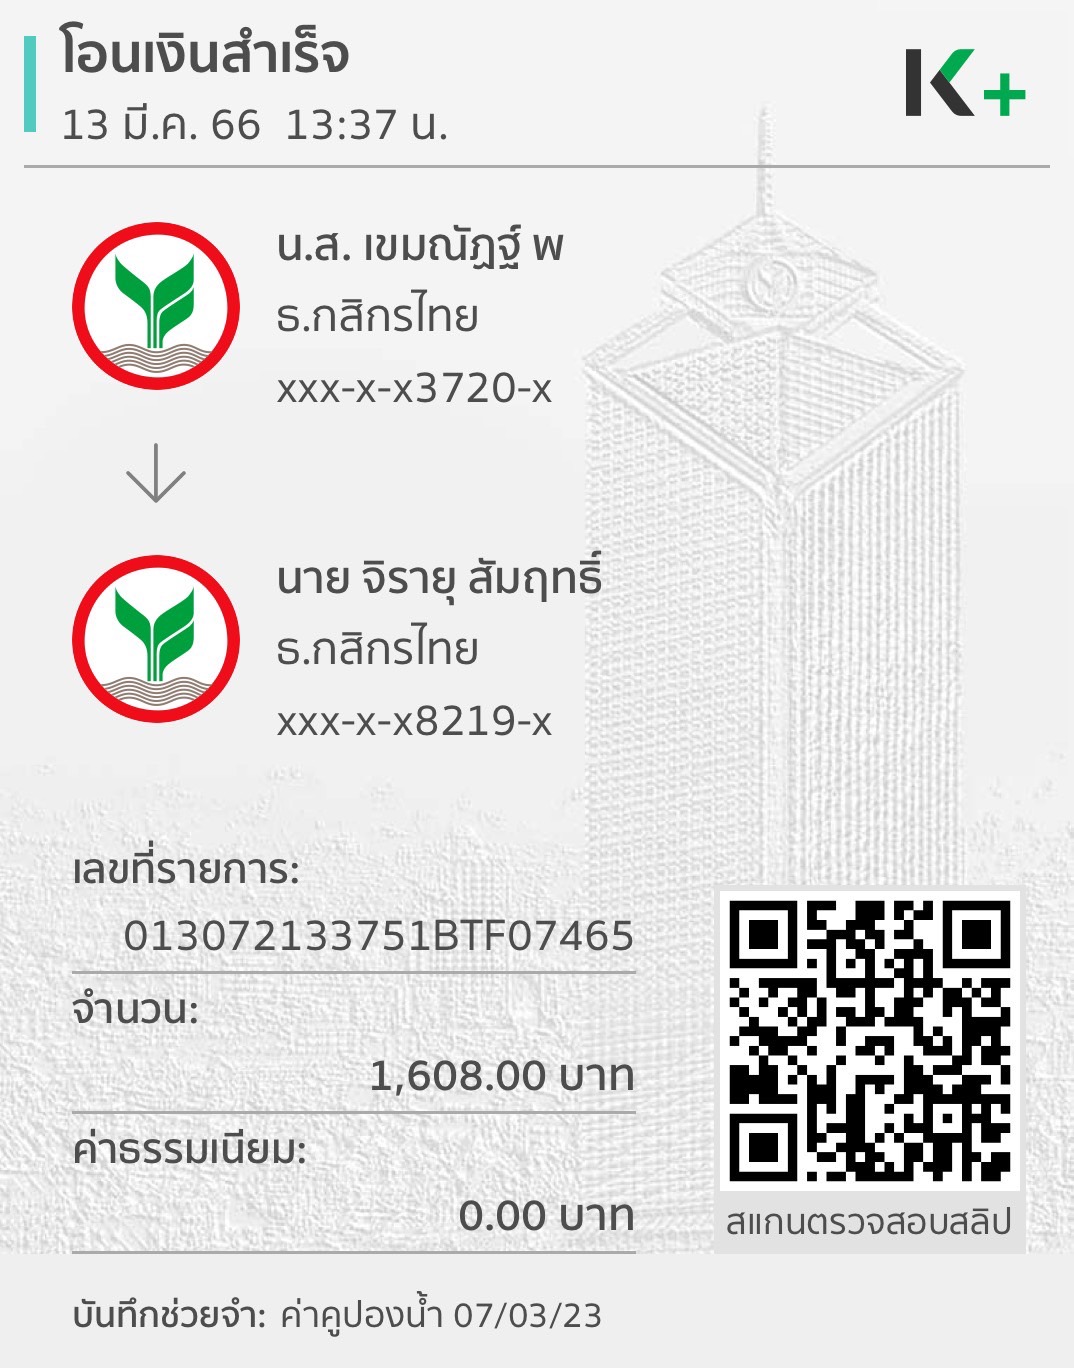 โอนเงินสำเร็จ
13 มี.ค. 66  13:37 น.
K+
น.ส. เขมณัฏฐ์ พ
ธ.กสิกรไทย
xxx-x-x3720-x
นาย จิรายุ สัมฤทธิ์
ธ.กสิกรไทย
xxx-x-x8219-x
เลขที่รายการ:
013072133751BTF07465
จำนวน:
1,608.00 บาท
ค่าธรรมเนียม:
0.00 บาท
สแกนตรวจสอบสลิป
บันทึกช่วยจำ: ค่าคูปองน้ำ 07/03/23